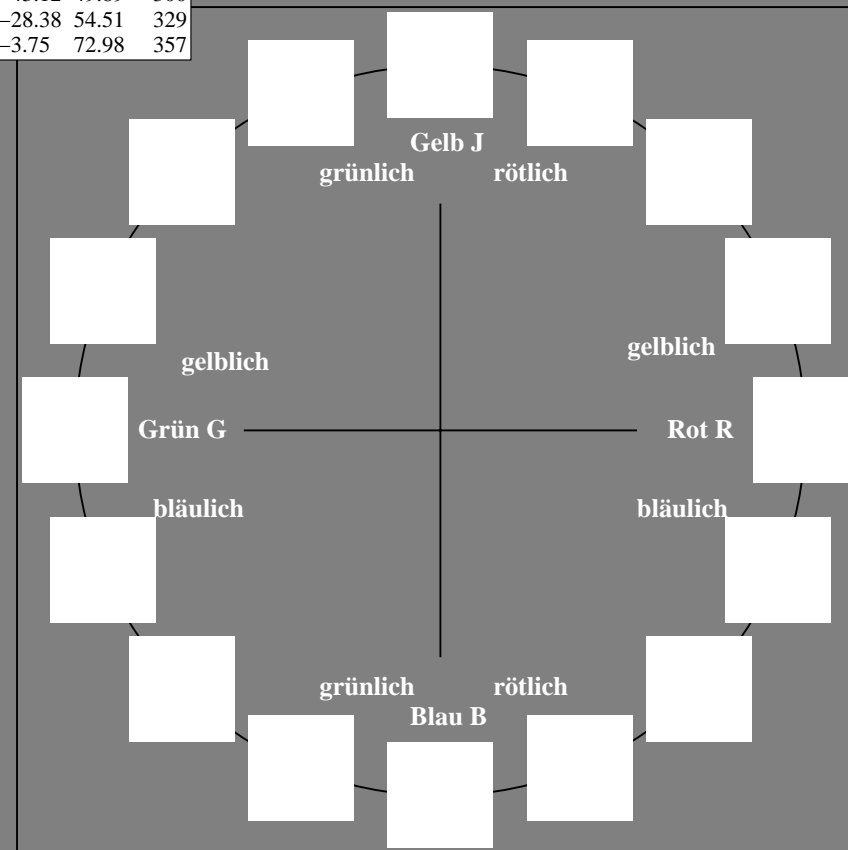 −28.38 54.51 329
−3.75 72.98 357
Gelb J
grünlich rötlich
gelblich
gelblich
Grün G Rot R
bläulich bläulich
grünlich rötlich
Blau B